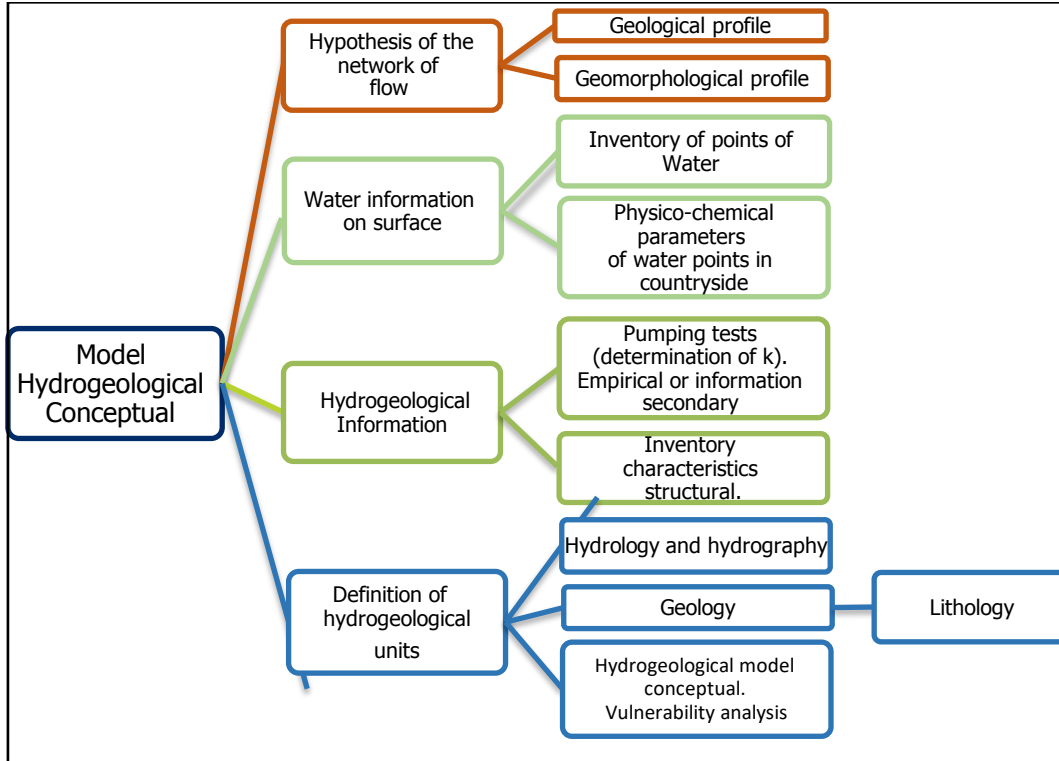 Model
Hydrogeological
Conceptual
Hypothesis of the
network of
flow
Geological profile
Geomorphological profile
Water information
on surface
Inventory of points of
Water
Physico-chemical
parameters
of water points in
countryside
Hydrogeological
Information
Pumping tests
(determination of k).
Empirical or information
secondary
Inventory
characteristics
structural.
Definition of
hydrogeological
units
Hydrology and hydrography
Geology
Lithology
Hydrogeological model
conceptual.
Vulnerability analysis